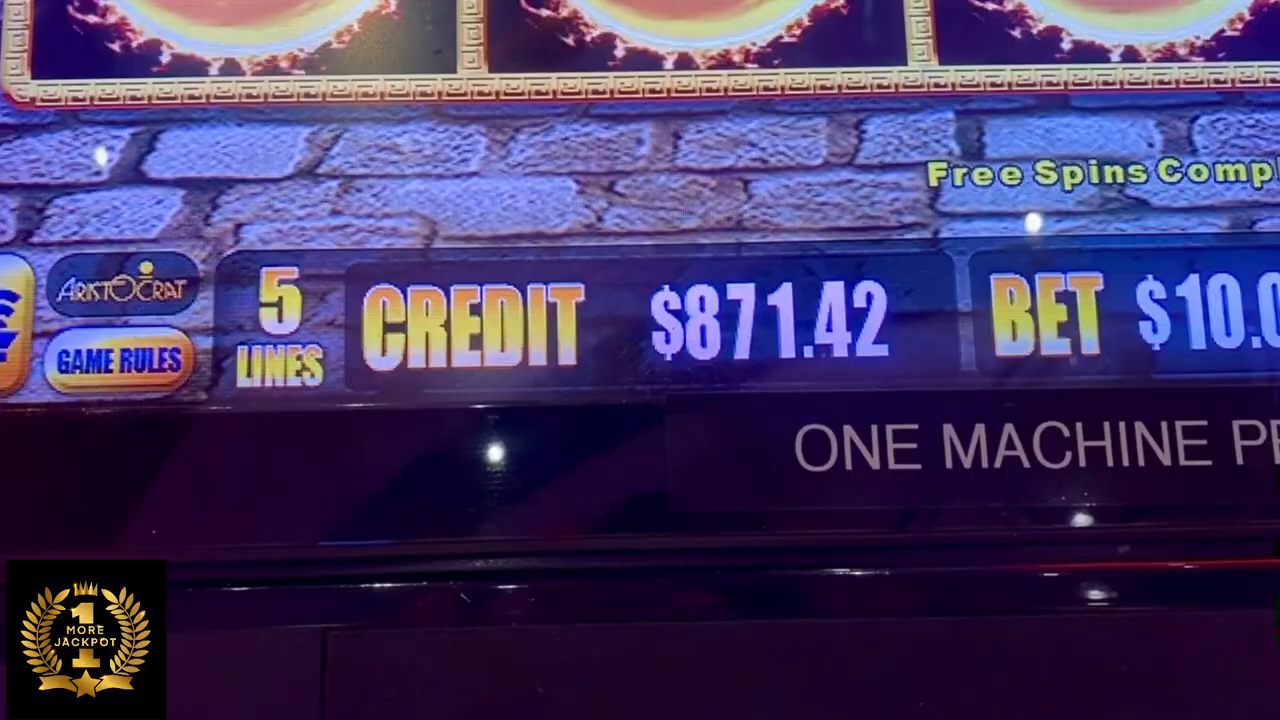 Free Spins Compl
ARISTOCRAT
GAME RULES
5
LINES
CREDIT $871.42
BET $10.0
ONE MACHINE PE
1
MORE
JACKPOT